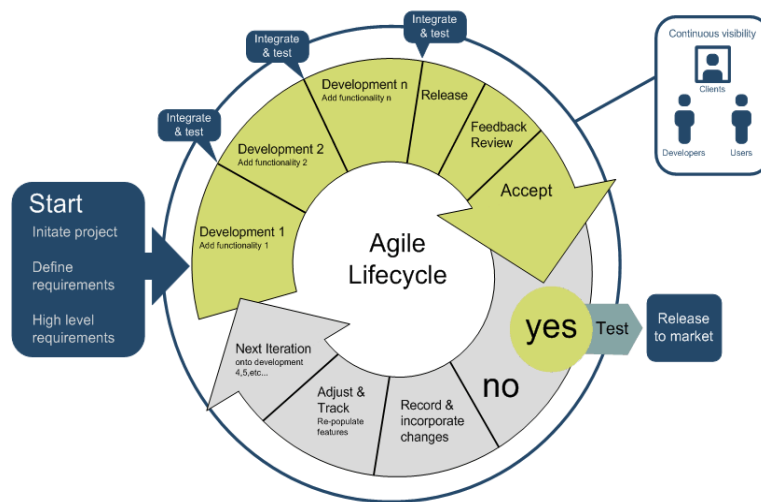 Start
Initate project
Define
requirements
High level
requirements
Integrate
& test
Integrate
& test
Integrate
& test
Development 1
Add functionality 1
Development 2
Add functionality 2
Development n
Add functionality n
Release
Feedback
Review
Accept
Agile
Lifecycle
yes
Test
Release
to market
no
Record &
incorporate
changes
Adjust &
Track
Re-populate
features
Next Iteration
onto development
4,5,etc...
Continuous visibility
Clients
Developers
Users